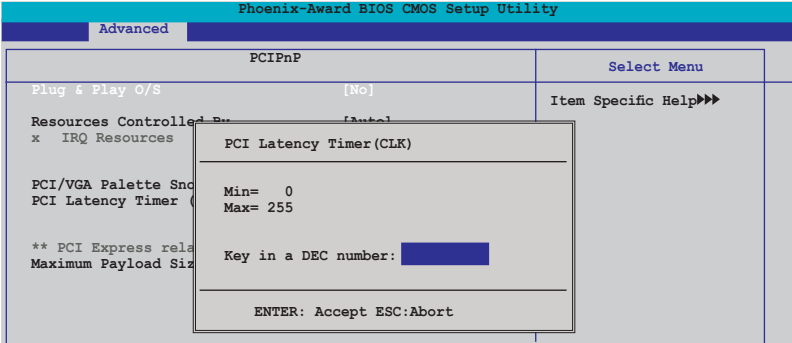 Phoenix-Award BIOS CMOS Setup Utility
Advanced
PCIPnP
Select Menu
Plug & Play O/S [No]
Item Specific Help
Resources Controlled By [Auto]
x IRQ Resources
PCI Latency Timer(CLK)
PCI/VGA Palette Sno
PCI Latency Timer (
Min= 0
Max= 255
** PCI Express rela
Maximum Payload Siz
Key in a DEC number:
ENTER: Accept ESC:Abort